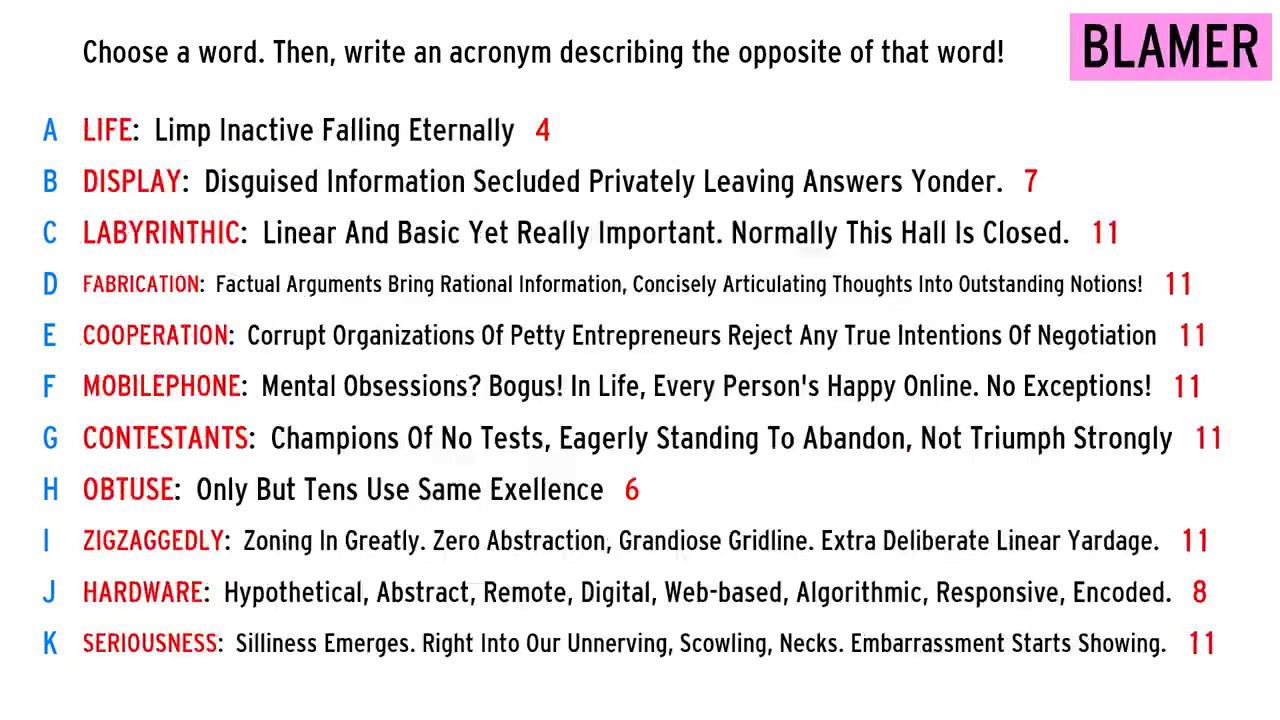 Choose a word. Then, write an acronym describing the opposite of that word!
BLAMER
A LIFE: Limp Inactive Falling Eternally 4
B DISPLAY: Disguised Information Secluded Privately Leaving Answers Yonder. 7
C LABYRINTHIC: Linear And Basic Yet Really Important. Normally This Hall Is Closed. 11
D FABRICATION: Factual Arguments Bring Rational Information, Concisely Articulating Thoughts Into Outstanding Notions! 11
E COOPERATION: Corrupt Organizations Of Petty Entrepreneurs Reject Any True Intentions Of Negotiation 11
F MOBILEPHONE: Mental Obsessions? Bogus! In Life, Every Person's Happy Online. No Exceptions! 11
G CONTESTANTS: Champions Of No Tests, Eagerly Standing To Abandon, Not Triumph Strongly 11
H OBTUSE: Only But Tens Use Same Exellence 6
I ZIGZAGGEDLY: Zoning In Greatly. Zero Abstraction, Grandiose Gridline. Extra Deliberate Linear Yardage. 11
J HARDWARE: Hypothetical, Abstract, Remote, Digital, Web-based, Algorithmic, Responsive, Encoded. 8
K SERIOUSNESS: Silliness Emerges. Right Into Our Unnerving, Scowling, Necks. Embarrassment Starts Showing. 11